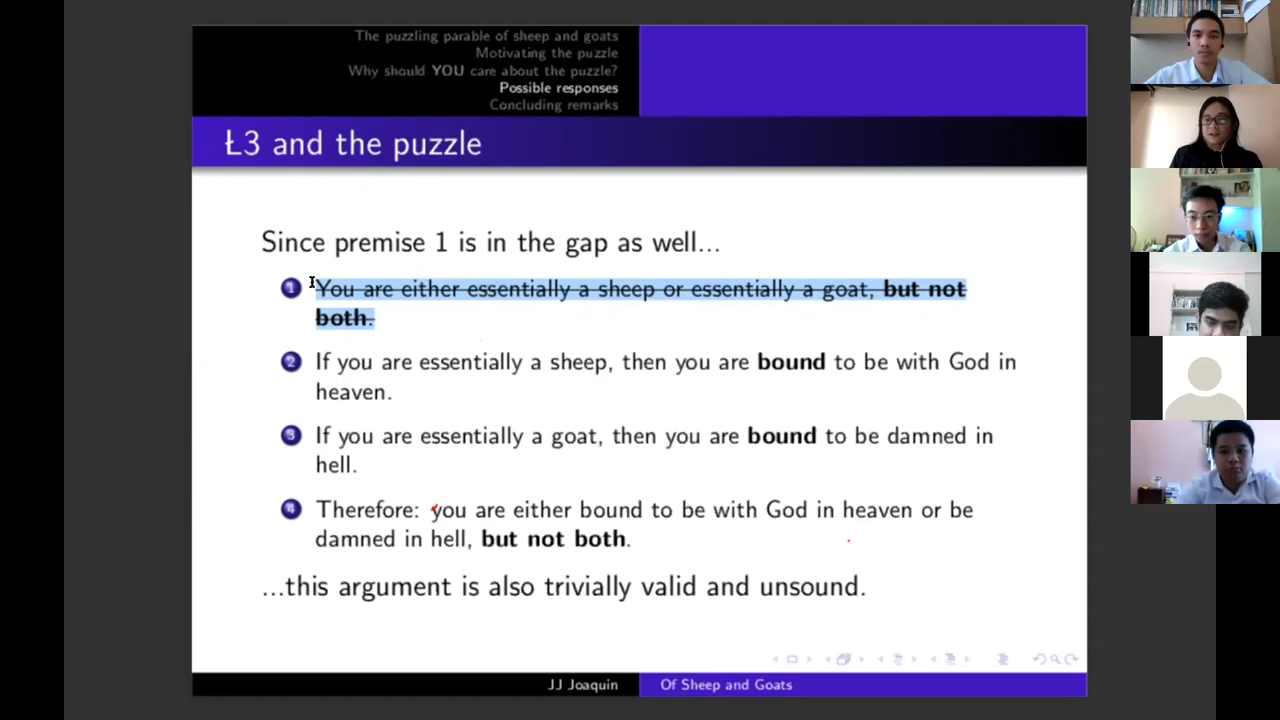 The puzzling parable of sheep and goats
Motivating the puzzle
Why should YOU care about the puzzle?
Possible responses
Concluding remarks
Ł3 and the puzzle
Since premise 1 is in the gap as well...
1 You are either essentially a sheep or essentially a goat, but not
both.
2 If you are essentially a sheep, then you are bound to be with God in
heaven.
3 If you are essentially a goat, then you are bound to be damned in
hell.
4 Therefore: you are either bound to be with God in heaven or be
damned in hell, but not both.
...this argument is also trivially valid and unsound.
JJ Joaquin
Of Sheep and Goats